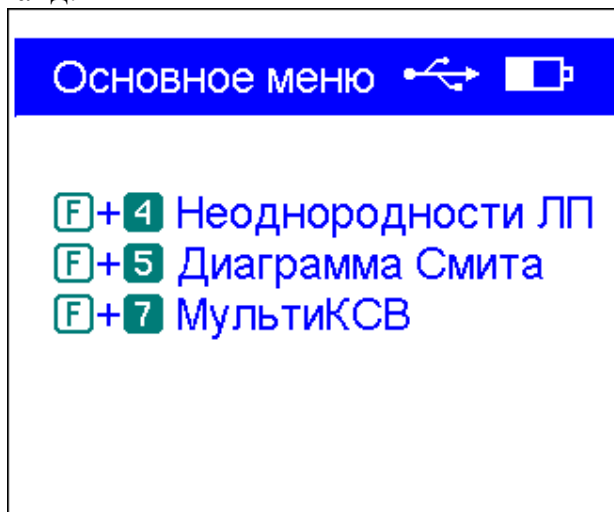 Основное меню
F+4 Неоднородности ЛП
F+5 Диаграмма Смита
F+7 МультиКСВ